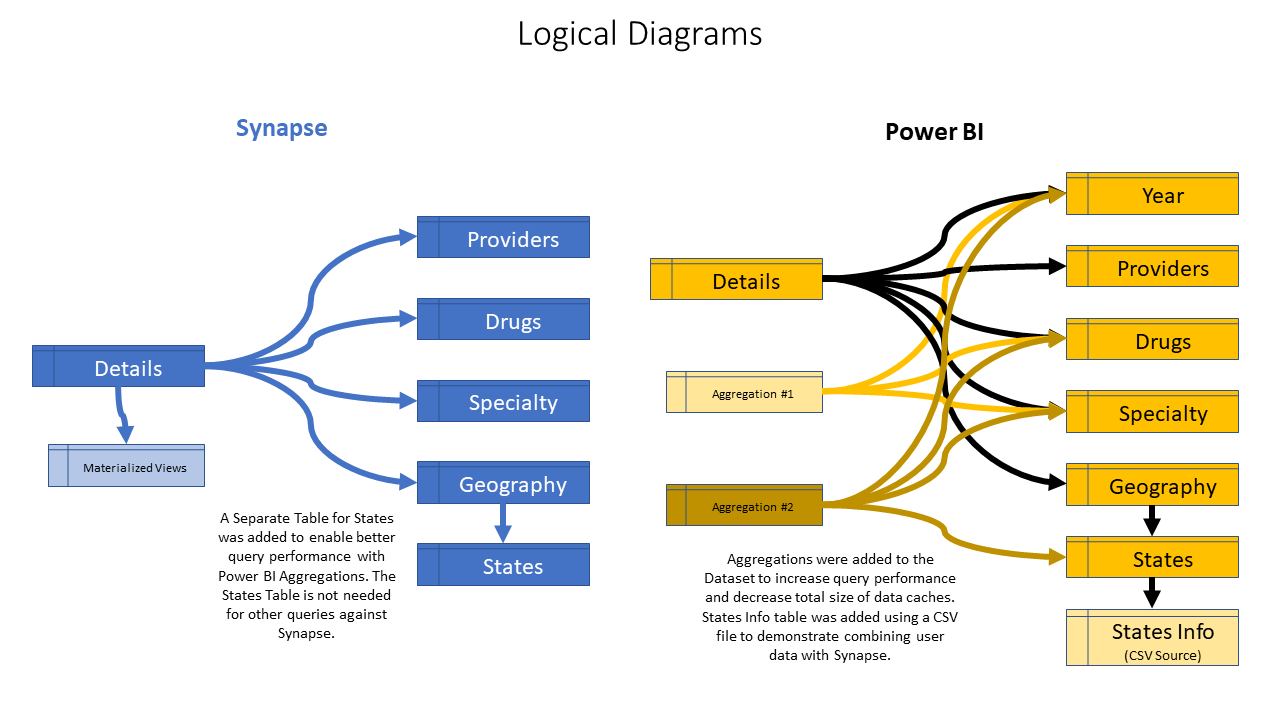 Logical Diagrams
Synapse
Providers
Drugs
Details
Specialty
Materialized Views
Geography
States
A Separate Table for States
was added to enable better
query performance with
Power BI Aggregations. The
States Table is not needed
for other queries against
Synapse.
Power BI
Year
Details
Providers
Drugs
Aggregation #1
Specialty
Geography
Aggregation #2
States
States Info
(CSV Source)
Aggregations were added to the
Dataset to increase query performance
and decrease total size of data caches.
States Info table was added using a CSV
file to demonstrate combining user
data with Synapse.